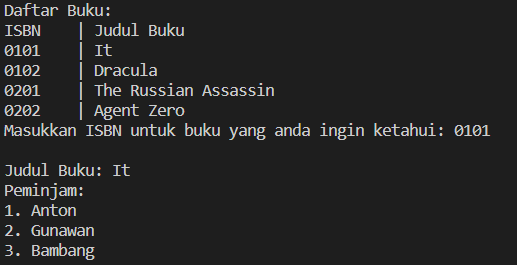 Daftar Buku:
ISBN | Judul Buku
0101 | It
0102 | Dracula
0201 | The Russian Assassin
0202 | Agent Zero
Masukkan ISBN untuk buku yang anda ingin ketahui: 0101
Judul Buku: It
Peminjam:
1. Anton
2. Gunawan
3. Bambang